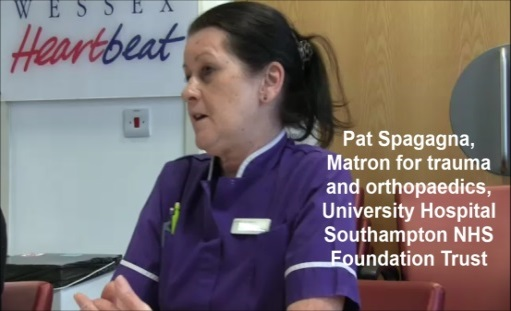 WESSEX
Heartbeat
Pat Spagagna,
Matron for trauma
and orthopaedics,
University Hospital
Southampton NHS
Foundation Trust